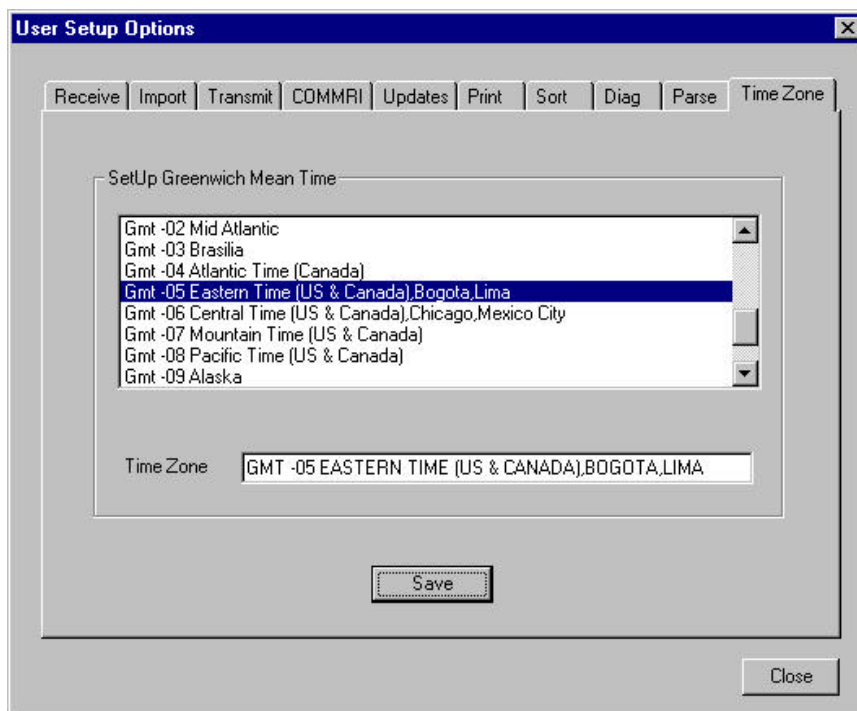 User Setup Options
Receive Import Transmit COMMRI Updates Print Sort Diag Parse Time Zone
SetUp Greenwich Mean Time
Gmt -02 Mid Atlantic
Gmt -03 Brasilia
Gmt -04 Atlantic Time (Canada)
Gmt -05 Eastern Time (US & Canada),Bogota,Lima
Gmt -06 Central Time (US & Canada),Chicago,Mexico City
Gmt -07 Mountain Time (US & Canada)
Gmt -08 Pacific Time (US & Canada)
Gmt -09 Alaska
Time Zone GMT -05 EASTERN TIME (US & CANADA),BOGOTA,LIMA
Save
Close